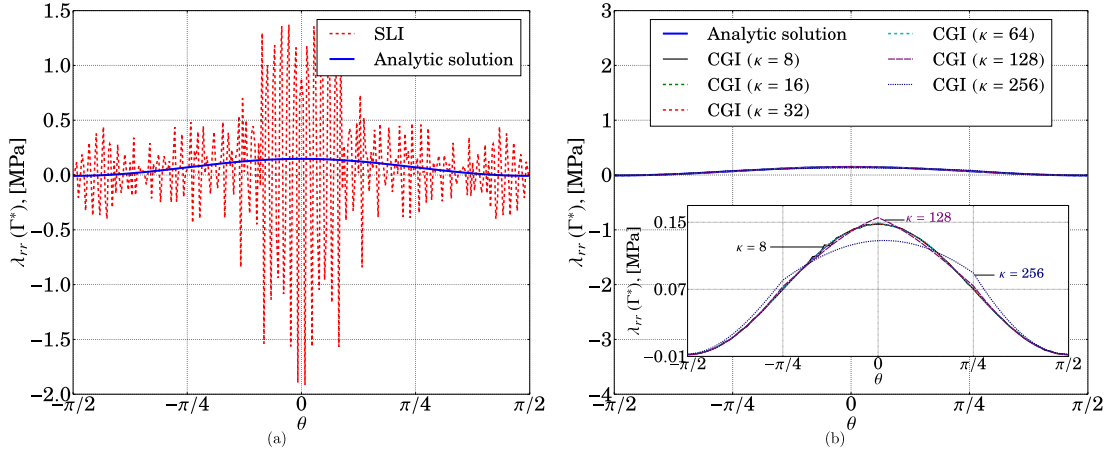 1.5
1.0
0.5
0.0
−0.5
−1.0
−1.5
−2.0
λrr (Γ*), [MPa]
SLI
Analytic solution
−π/2
−π/4
0
π/4
π/2
θ
(a)
3
2
1
0
−1
−2
−3
−4
λrr (Γ*), [MPa]
Analytic solution
CGI (κ = 8)
CGI (κ = 16)
CGI (κ = 32)
CGI (κ = 64)
CGI (κ = 128)
CGI (κ = 256)
0.15
0.07
−0.01
λrr (Γ*), [MPa]
κ = 128
κ = 8
κ = 256
−π/2
−π/4
0
π/4
π/2
θ
−π/2
−π/4
0
π/4
π/2
θ
(b)